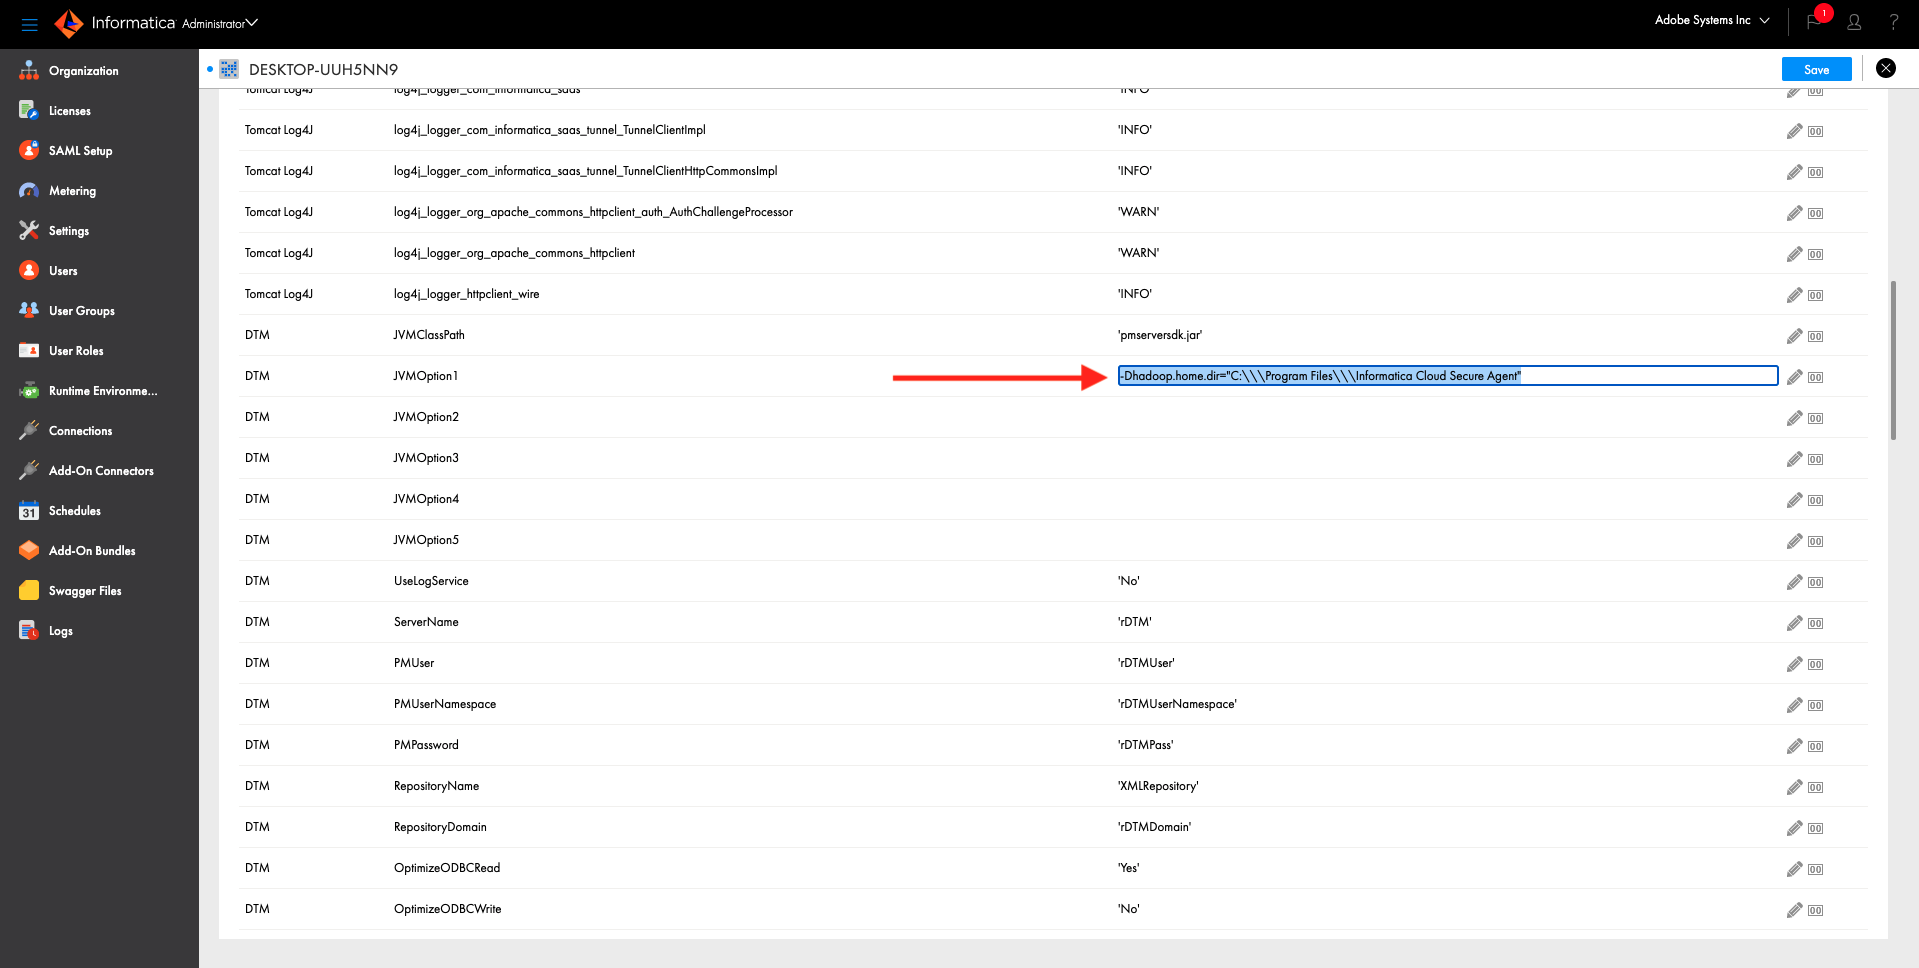 Informatica Administrator
Adobe Systems Inc
1
?
Organization
Licenses
SAML Setup
Metering
Settings
Users
User Groups
User Roles
Runtime Environme...
Connections
Add-On Connectors
31 Schedules
Add-On Bundles
Swagger Files
Logs
DESKTOP-UUH5NN9
Save
Tomcat Log4J log4j_logger_com_informatica_saas 'INFO'
Tomcat Log4J log4j_logger_com_informatica_saas_tunnel_TunnelClientImpl 'INFO'
Tomcat Log4J log4j_logger_com_informatica_saas_tunnel_TunnelClientHttpCommonsImpl 'INFO'
Tomcat Log4J log4j_logger_org_apache_commons_httpclient_auth_AuthChallengeProcessor 'WARN'
Tomcat Log4J log4j_logger_org_apache_commons_httpclient 'WARN'
Tomcat Log4J log4j_logger_httpclient_wire 'INFO'
DTM JVMClassPath 'pmserversdk.jar'
DTM JVMOption1 -Dhadoop.home.dir="C:\\\Program Files\\\Informatica Cloud Secure Agent"
DTM JVMOption2
DTM JVMOption3
DTM JVMOption4
DTM JVMOption5
DTM UseLogService 'No'
DTM ServerName 'rDTM'
DTM PMUser 'rDTMUser'
DTM PMUserNamespace 'rDTMUserNamespace'
DTM PMPassword 'rDTMPass'
DTM RepositoryName 'XMLRepository'
DTM RepositoryDomain 'rDTMDomain'
DTM OptimizeODBCRead 'Yes'
DTM OptimizeODBCWrite 'No'